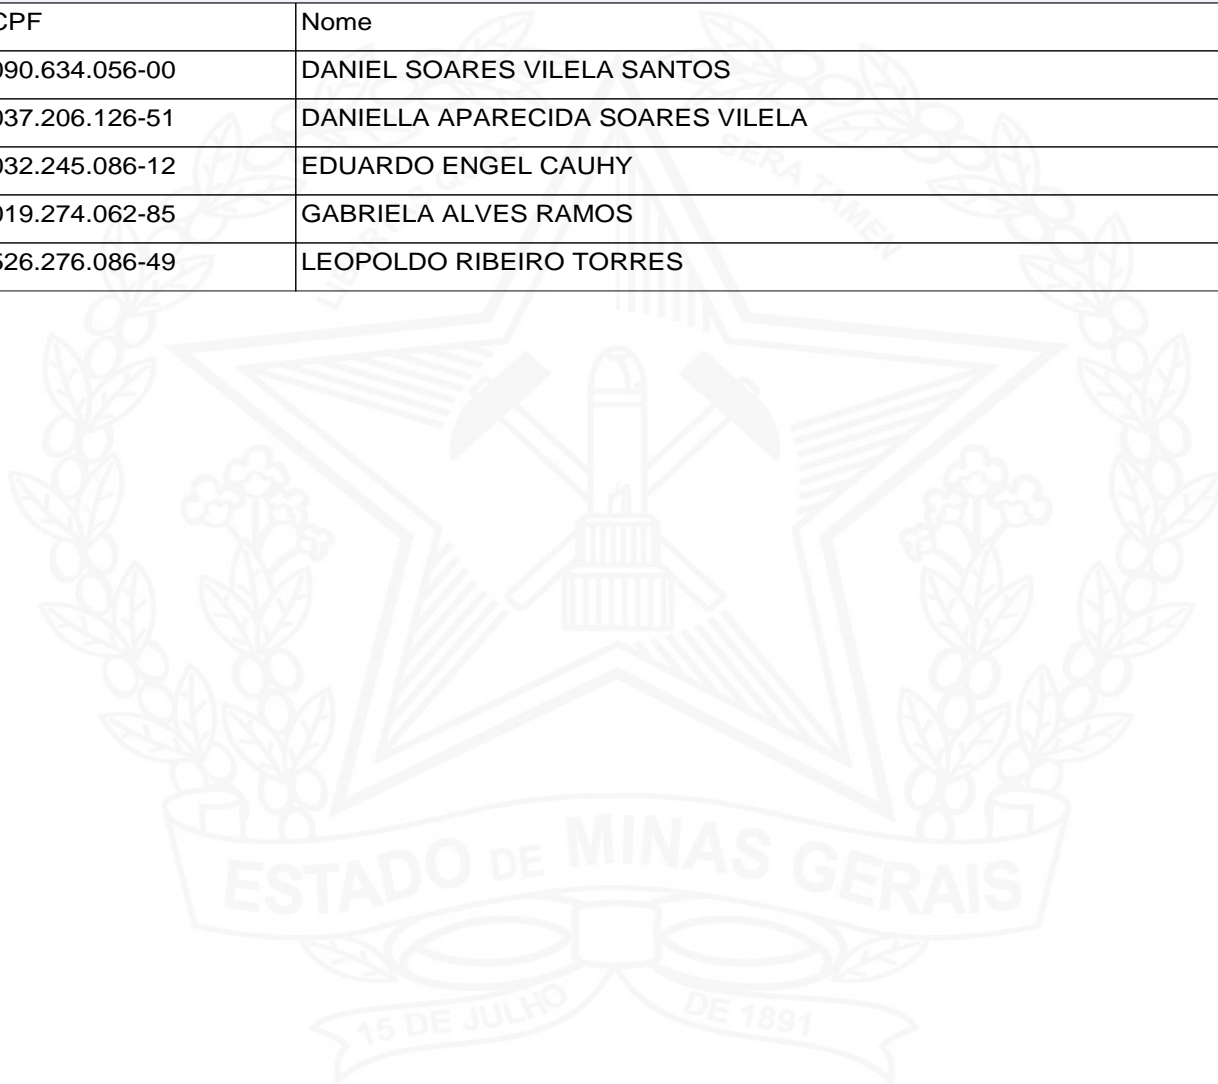 CPF Nome
090.634.056-00 DANIEL SOARES VILELA SANTOS
037.206.126-51 DANIELLA APARECIDA SOARES VILELA
032.245.086-12 EDUARDO ENGEL CAUHY
019.274.062-85 GABRIELA ALVES RAMOS
526.276.086-49 LEOPOLDO RIBEIRO TORRES
SERA TAMEN
ESTADO DE MINAS GERAIS
15 DE JULHO DE 1891